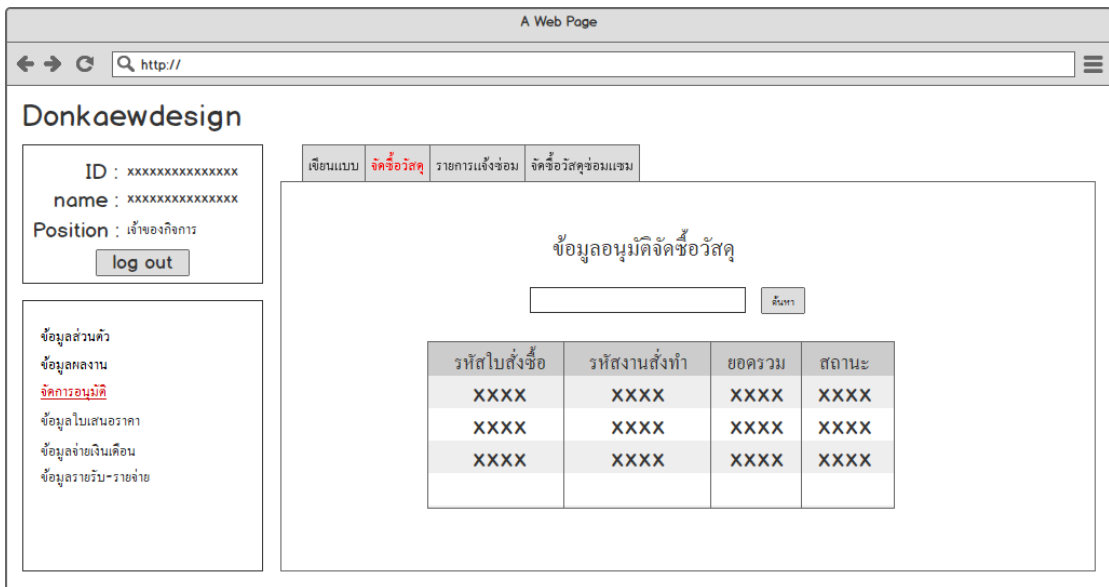 A Web Page
http://
Donkaewdesign
ID : xxxxxxxxxxxxxxx
name : xxxxxxxxxxxxxxx
Position : เจ้าของกิจการ
log out
ข้อมูลส่วนตัว
ข้อมูลผลงาน
จัดการอนุมัติ
ข้อมูลใบเสนอราคา
ข้อมูลจ่ายเงินเดือน
ข้อมูลรายรับ-รายจ่าย
เขียนแบบ จัดซื้อวัสดุ รายการแจ้งซ่อม จัดซื้อวัสดุซ่อมแซม
ข้อมูลอนุมัติจัดซื้อวัสดุ
ค้นหา
รหัสใบสั่งซื้อ รหัสงานสั่งทำ ยอดรวม สถานะ
xxxx xxxx xxxx xxxx
xxxx xxxx xxxx xxxx
xxxx xxxx xxxx xxxx